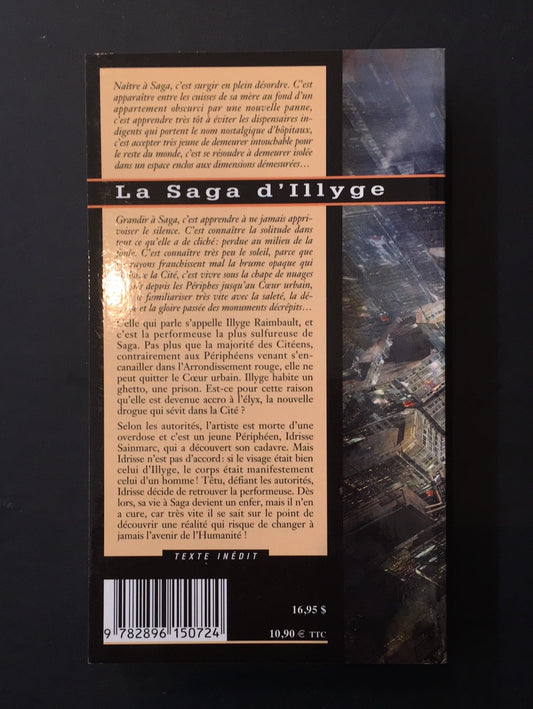 Naître à Saga, c'est surgir en plein désordre. C'est
apparaître entre les cuisses de sa mère au fond d'un
appartement obscurci par une nouvelle panne,
c'est apprendre très tôt à éviter les dispensaires in-
digents qui portent le nom nostalgique d'hôpitaux,
c'est accepter très jeune de demeurer intouchable pour
le reste du monde, c'est se résoudre à demeurer isolée
dans un espace enclos aux dimensions démesurées…
La Saga d'Illyge
Grandir à Saga, c'est apprendre à ne jamais appri-
voiser le silence. C'est connaître la solitude dans
tout ce qu'elle a de cliché : perdue au milieu de la
foule. C'est connaître très peu le soleil, parce que
rayons franchissent mal la brume opaque qui
la Cité, c'est vivre sous la chape de nuages
depuis les Périphes jusqu'au Cœur urbain,
familiariser très vite avec la saleté, la dé-
et la gloire passée des monuments décrépits…
Celle qui parle s'appelle Illyge Raimbault, et
c'est la performeuse la plus sulfureuse de
Saga. Pas plus que la majorité des Citéens,
contrairement aux Périphéens venant s'en-
canailler dans l'Arrondissement rouge, elle ne
peut quitter le Cœur urbain. Illyge habite un
ghetto, une prison. Est-ce pour cette raison
qu'elle est devenue accro à l'élyx, la nouvelle
drogue qui sévit dans la Cité ?
Selon les autorités, l'artiste est morte d'une
overdose et c'est un jeune Périphéen, Idrisse
Sainmarc, qui a découvert son cadavre. Mais
Idrisse n'est pas d'accord : si le visage était bien
celui d'Illyge, le corps était manifestement
celui d'un homme ! Têtu, défiant les autorités,
Idrisse décide de retrouver la performeuse. Dès
lors, sa vie à Saga devient un enfer, mais il n'en
a cure, car très vite il se sait sur le point de
découvrir une réalité qui risque de changer à
jamais l'avenir de l'Humanité !
TEXTE INÉDIT
16,95 $
10,90 € TTC
9 782896 150724